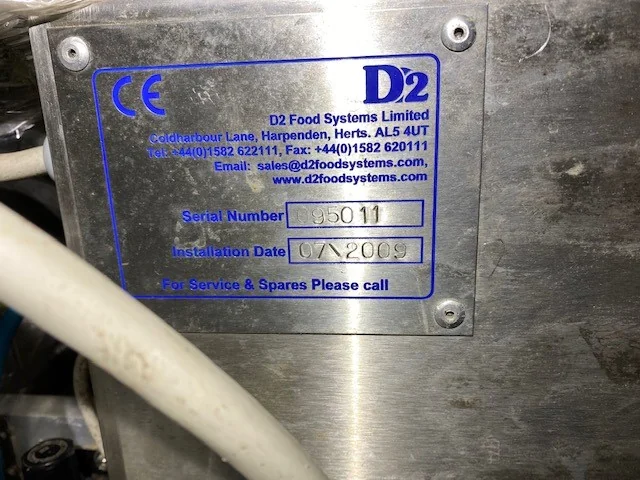 CE
D2
D2 Food Systems Limited
Coldharbour Lane, Harpenden, Herts. AL5 4UT
Tel: +44(0)1582 622111, Fax: +44(0)1582 620111
Email: sales@d2foodsystems.com,
www.d2foodsystems.com
Serial Number 95011
Installation Date 07\2009
For Service & Spares Please call